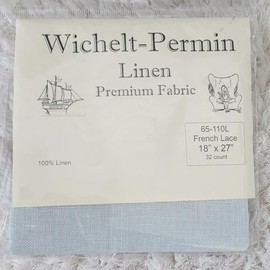 Wichelt-Permin
Linen
Premium Fabric
65-110L
French Lace
18" x 27"
32 count
100% Linen